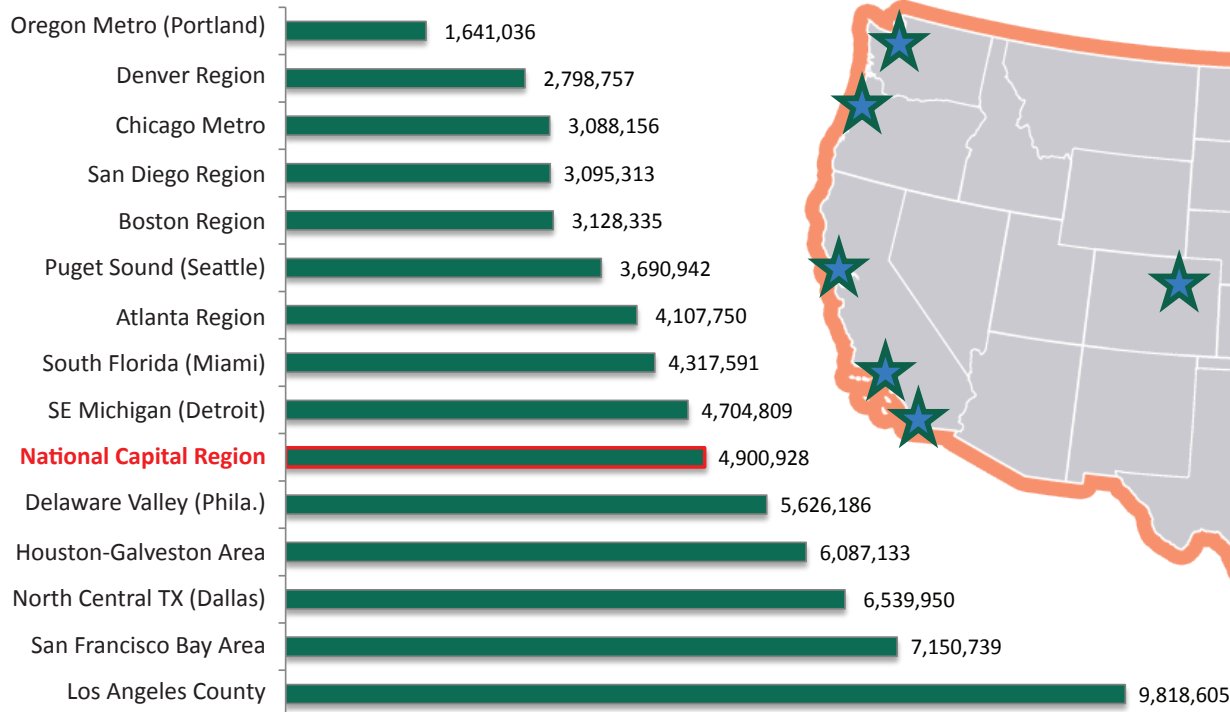 Oregon Metro (Portland) 1,641,036
Denver Region 2,798,757
Chicago Metro 3,088,156
San Diego Region 3,095,313
Boston Region 3,128,335
Puget Sound (Seattle) 3,690,942
Atlanta Region 4,107,750
South Florida (Miami) 4,317,591
SE Michigan (Detroit) 4,704,809
National Capital Region 4,900,928
Delaware Valley (Phila.) 5,626,186
Houston-Galveston Area 6,087,133
North Central TX (Dallas) 6,539,950
San Francisco Bay Area 7,150,739
Los Angeles County 9,818,605